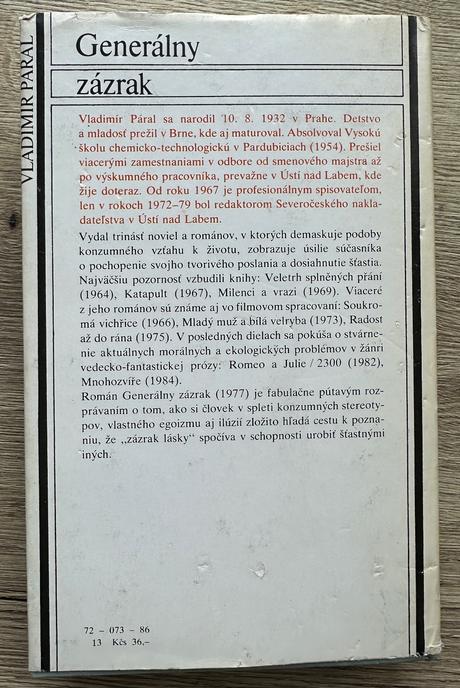 VLADIMÍR PÁRAL
Generálny
zázrak
Vladimír Páral sa narodil 10. 8. 1932 v Prahe. Detstvo
a mladosť prežil v Brne, kde aj maturoval. Absolvoval Vysokú
školu chemicko-technologickú v Pardubiciach (1954). Prešiel
viacerými zamestnaniami v odbore od smenového majstra až
po výskumného pracovníka, prevažne v Ústí nad Labem, kde
žije doteraz. Od roku 1967 je profesionálnym spisovateľom,
len v rokoch 1972–79 bol redaktorom Severočeského nakla-
dateľstva v Ústí nad Labem.
Vydal trinásť noviel a románov, v ktorých demaskuje podoby
konzumného vzťahu k životu, zobrazuje úsilie súčasníka
o pochopenie svojho tvorivého poslania a dosiahnutie šťastia.
Najväčšiu pozornosť vzbudili knihy: Veletrh splněných přání
(1964), Katapult (1967), Milenci a vrazi (1969). Viaceré
z jeho románov sú známe aj vo filmovom spracovaní: Soukro-
má vichřice (1966), Mladý muž a bílá velryba (1973), Radost
až do rána (1975). V posledných dielach sa pokúša o stvárne-
nie aktuálnych morálnych a ekologických problémov v žánri
vedecko-fantastickej prózy: Romeo a Julie / 2300 (1982),
Mnohozvíře (1984).
Román Generálny zázrak (1977) je fabulačne pútavým roz-
právaním o tom, ako si človek v spleti konzumných stereoty-
pov, vlastného egoizmu aj ilúzií zložito hľadá cestu k pozna-
niu, že „zázrak lásky" spočíva v schopnosti urobiť šťastnými
iných.
72 – 073 – 86
13 Kčs 36,–